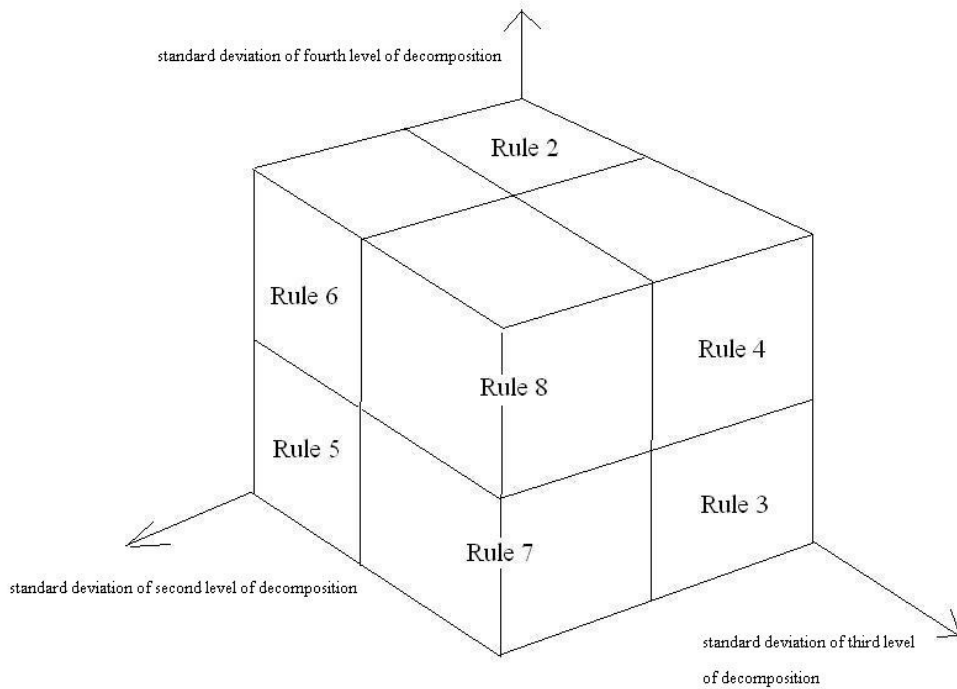 standard deviation of fourth level of decomposition
Rule 2
Rule 6
Rule 4
Rule 8
Rule 5
Rule 3
Rule 7
standard deviation of second level of decomposition
standard deviation of third level
of decomposition